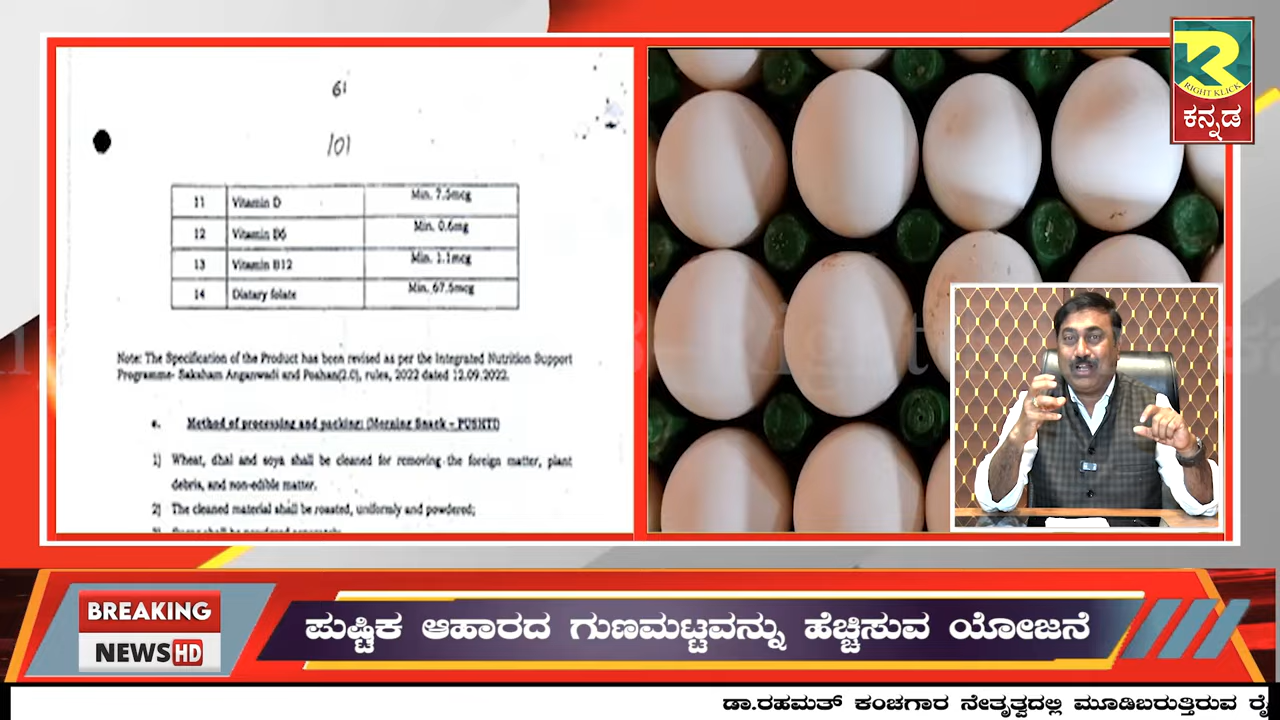 61
101
11 Vitamin D Min. 7.5mcg
12 Vitamin B6 Min. 0.6mg
13 Vitamin B12 Min. 1.1mcg
14 Diatary folate Min. 67.5mcg
Note: The Specification of the Product has been revised as per the Integrated Nutrition Support
Programme- Saksham Anganwadi and Poshan(2.0), rules, 2022 dated 12.09.2022.
Method of processing and packing: (Morning Snack - PUSHTI)
1) Wheat, dhal and soya shall be cleaned for removing the foreign matter, plant
debris, and non-edible matter.
2) The cleaned material shall be roasted, uniformly and powdered;
R
RIGHT KLICK
ಕನ್ನಡ
BREAKING
NEWS HD
ಪುಷ್ಟಿಕ ಆಹಾರದ ಗುಣಮಟ್ಟವನ್ನು ಹೆಚ್ಚಿಸುವ ಯೋಜನೆ
ಡಾ.ರಹಮತ್ ಕಂಚಗಾರ ನೇತೃತ್ವದಲ್ಲಿ ಮೂಡಿಬರುತ್ತಿರುವ ರೈ